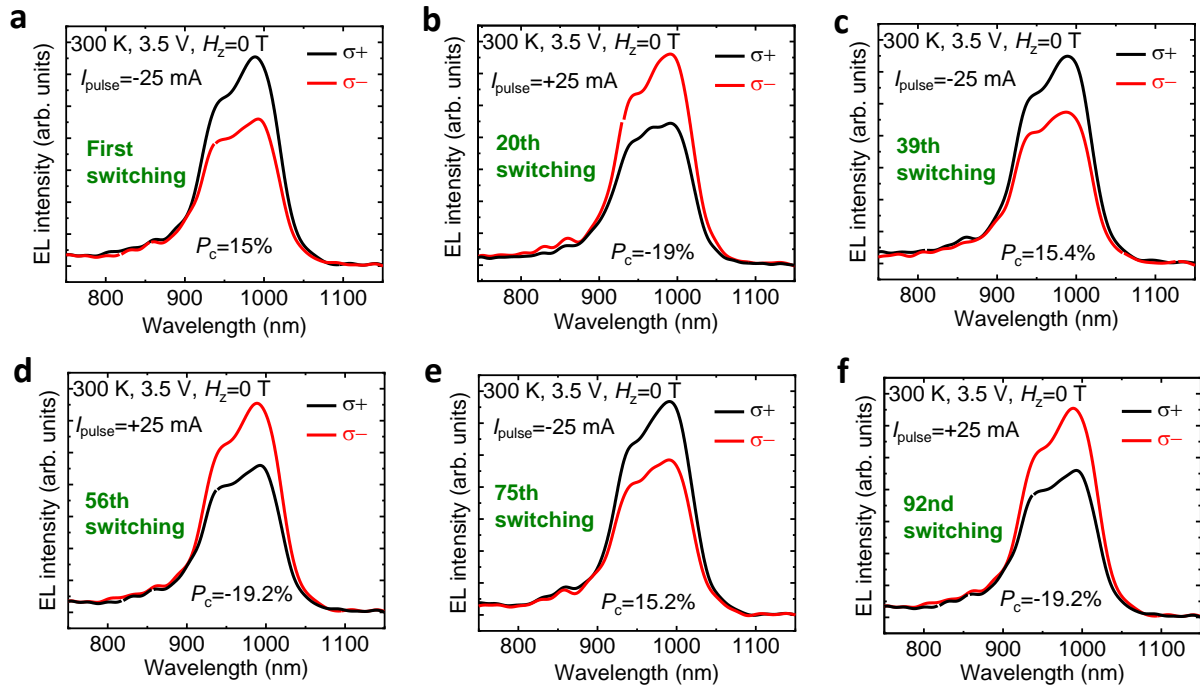 a
300 K, 3.5 V, Hz=0 T
Ipulse=-25 mA
σ+
σ−
First
switching
Pc=15%
EL intensity (arb. units)
800 900 1000 1100
Wavelength (nm)
b
300 K, 3.5 V, Hz=0 T
Ipulse=+25 mA
σ+
σ−
20th
switching
Pc=-19%
EL intensity (arb. units)
800 900 1000 1100
Wavelength (nm)
c
300 K, 3.5 V, Hz=0 T
Ipulse=-25 mA
σ+
σ−
39th
switching
Pc=15.4%
EL intensity (arb. units)
800 900 1000 1100
Wavelength (nm)
d
300 K, 3.5 V, Hz=0 T
Ipulse=+25 mA
σ+
σ−
56th
switching
Pc=-19.2%
EL intensity (arb. units)
800 900 1000 1100
Wavelength (nm)
e
300 K, 3.5 V, Hz=0 T
Ipulse=-25 mA
σ+
σ−
75th
switching
Pc=15.2%
EL intensity (arb. units)
800 900 1000 1100
Wavelength (nm)
f
300 K, 3.5 V, Hz=0 T
Ipulse=+25 mA
σ+
σ−
92nd
switching
Pc=-19.2%
EL intensity (arb. units)
800 900 1000 1100
Wavelength (nm)